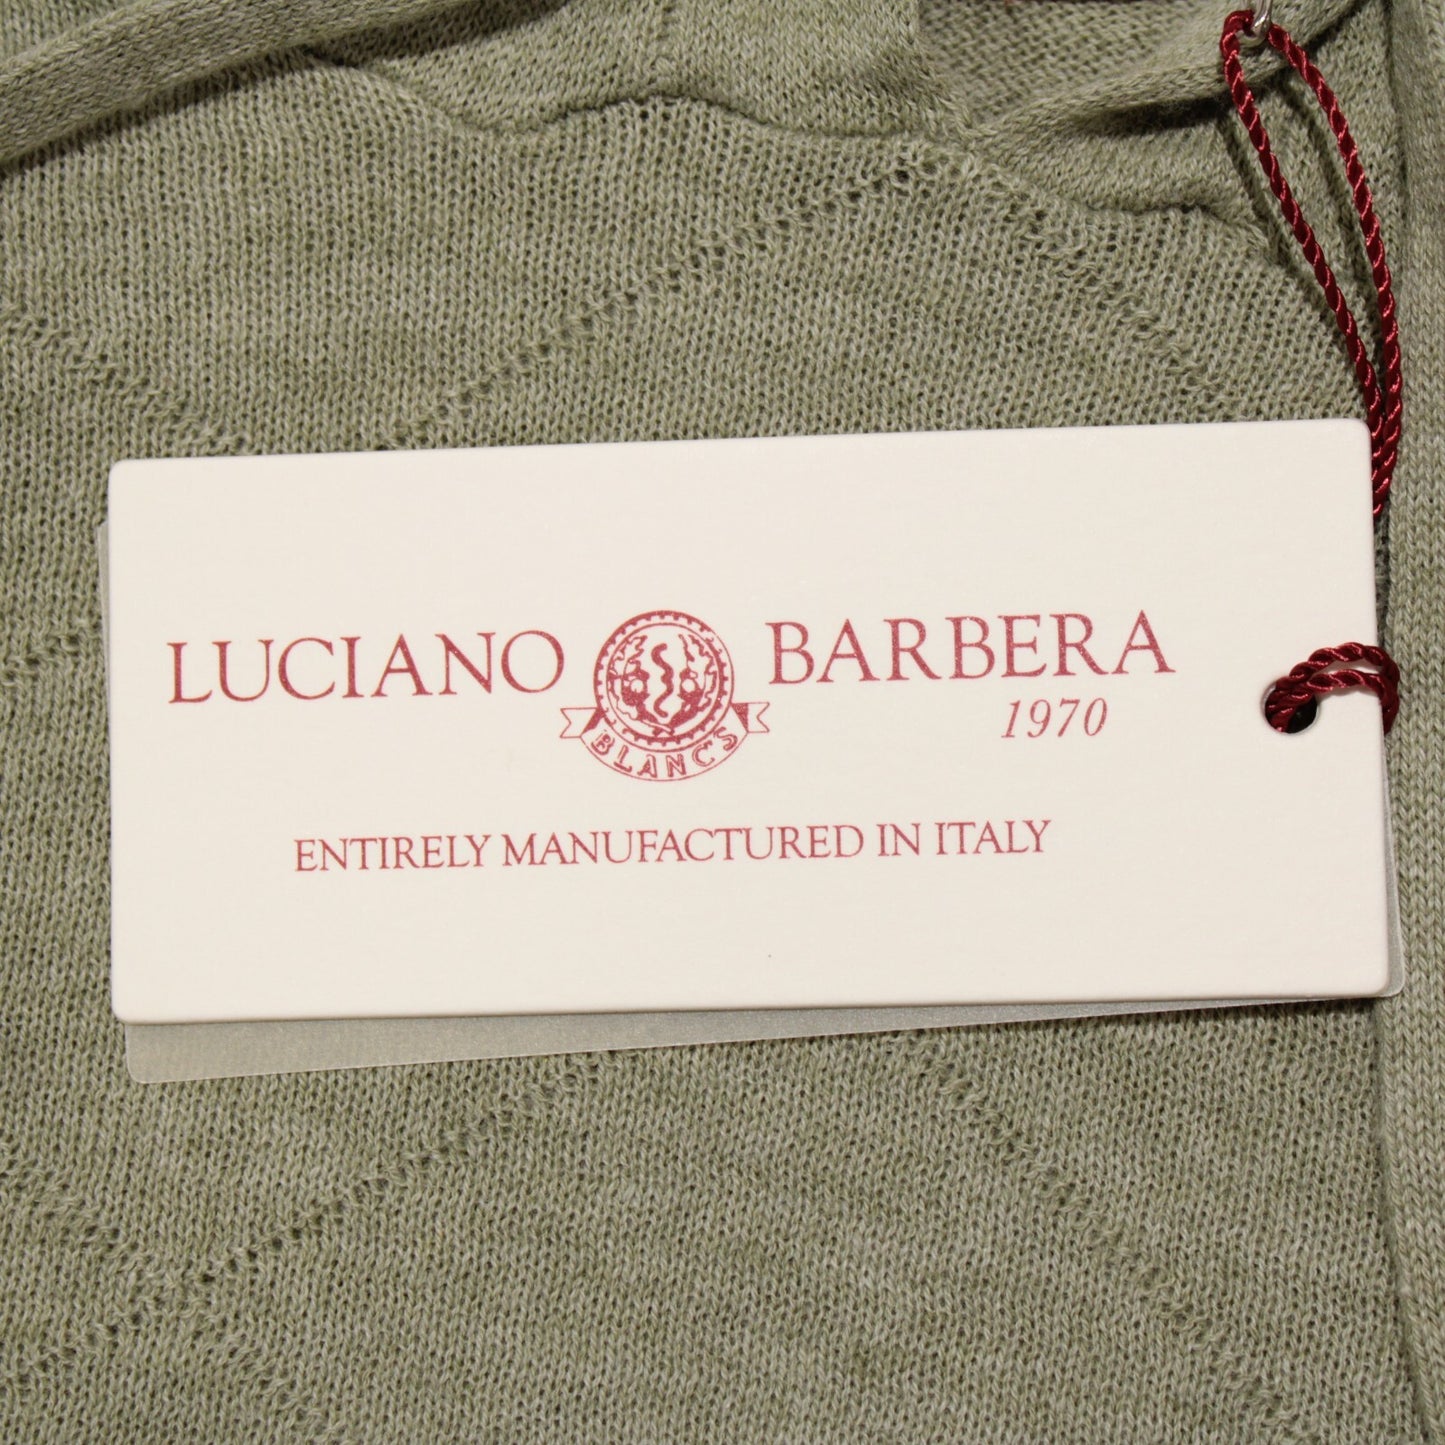 LUCIANO BARBERA
1970
BLANCS
ENTIRELY MANUFACTURED IN ITALY